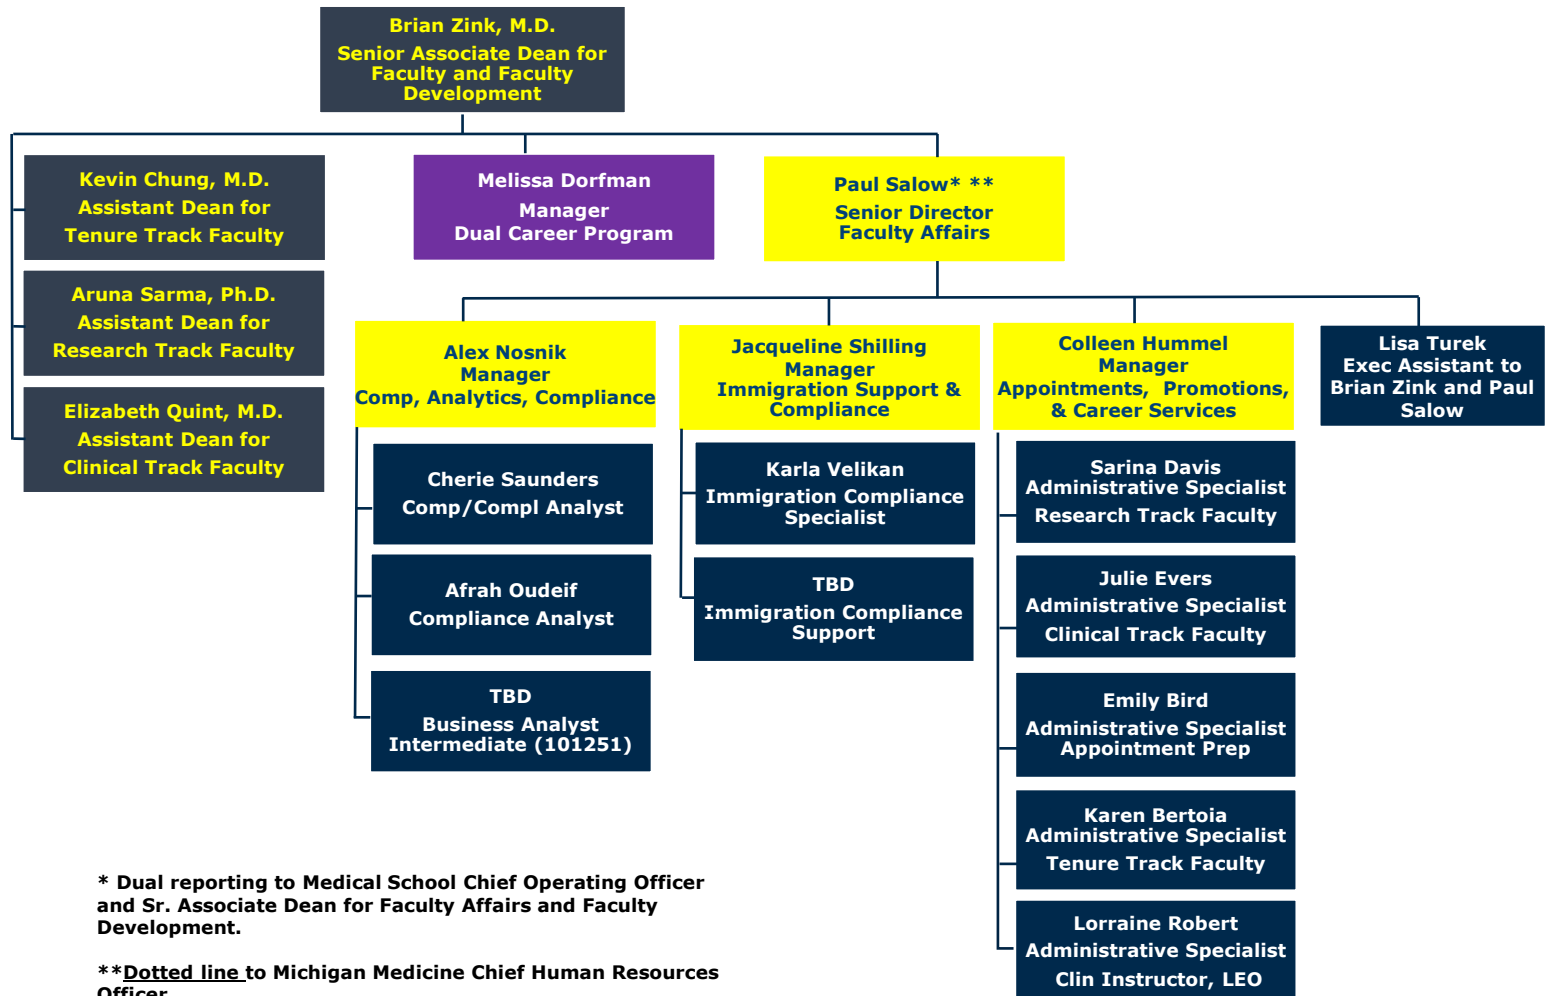 Brian Zink, M.D.
Senior Associate Dean for
Faculty and Faculty
Development
Kevin Chung, M.D.
Assistant Dean for
Tenure Track Faculty
Aruna Sarma, Ph.D.
Assistant Dean for
Research Track Faculty
Elizabeth Quint, M.D.
Assistant Dean for
Clinical Track Faculty
Melissa Dorfman
Manager
Dual Career Program
Paul Salow* **
Senior Director
Faculty Affairs
Alex Nosnik
Manager
Comp, Analytics, Compliance
Cherie Saunders
Comp/Compl Analyst
Afrah Oudeif
Compliance Analyst
TBD
Business Analyst
Intermediate (101251)
Jacqueline Shilling
Manager
Immigration Support &
Compliance
Karla Velikan
Immigration Compliance
Specialist
TBD
Immigration Compliance
Support
Colleen Hummel
Manager
Appointments, Promotions,
& Career Services
Sarina Davis
Administrative Specialist
Research Track Faculty
Julie Evers
Administrative Specialist
Clinical Track Faculty
Emily Bird
Administrative Specialist
Appointment Prep
Karen Bertoia
Administrative Specialist
Tenure Track Faculty
Lorraine Robert
Administrative Specialist
Clin Instructor, LEO
Lisa Turek
Exec Assistant to
Brian Zink and Paul
Salow
* Dual reporting to Medical School Chief Operating Officer
and Sr. Associate Dean for Faculty Affairs and Faculty
Development.
**Dotted line to Michigan Medicine Chief Human Resources
Officer